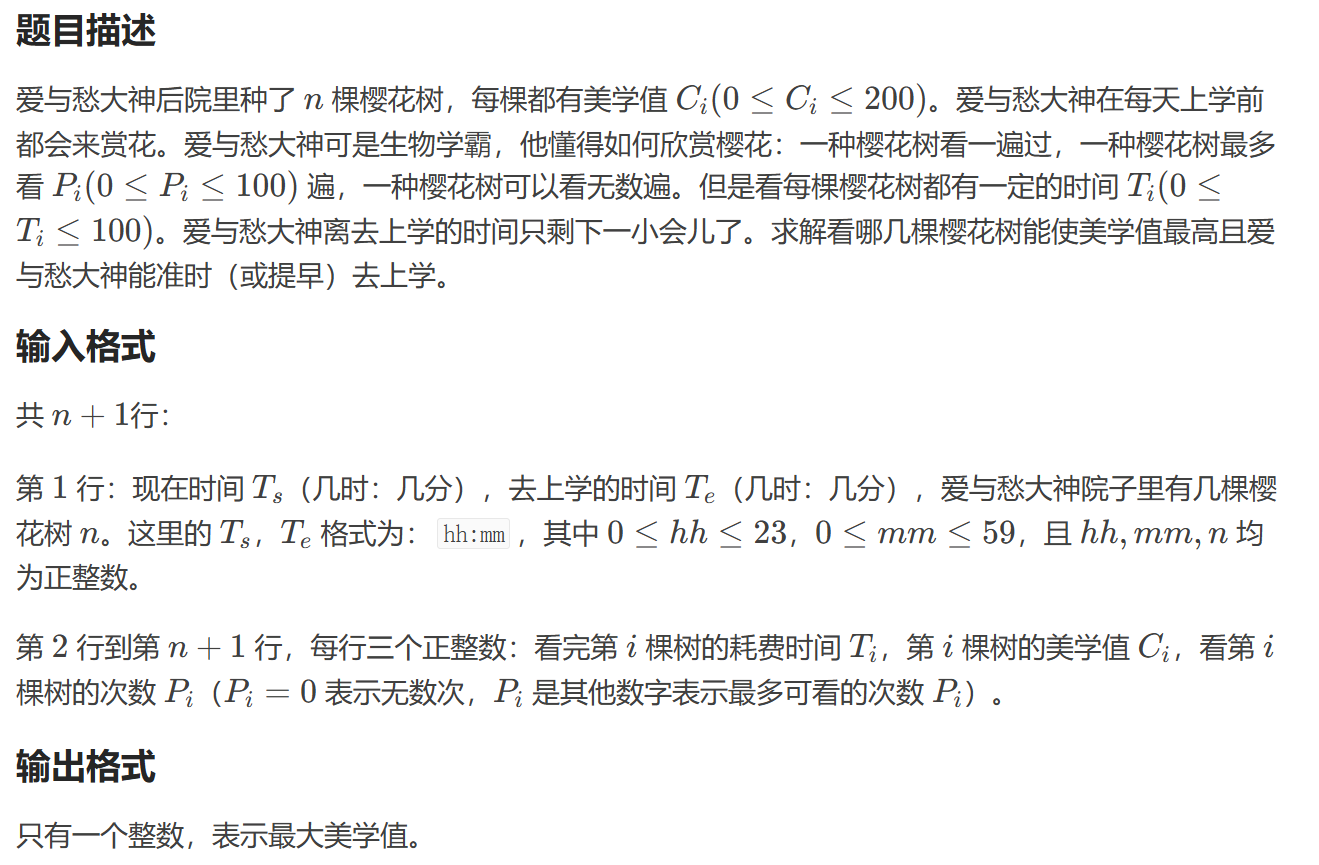 题目描述
爱与愁大神后院里种了 n 棵樱花树，每棵都有美学值 C_i(0 ≤ C_i ≤ 200)。爱与愁大神在每天上学前
都会来赏花。爱与愁大神可是生物学霸，他懂得如何欣赏樱花：一种樱花树看一遍过，一种樱花树最多
看 P_i(0 ≤ P_i ≤ 100) 遍，一种樱花树可以看无数遍。但是看每棵樱花树都有一定的时间 T_i(0 ≤
T_i ≤ 100)。爱与愁大神离去上学的时间只剩下一小会儿了。求解看哪几棵樱花树能使美学值最高且爱
与愁大神能准时（或提早）去上学。
输入格式
共 n + 1行：
第 1 行：现在时间 T_s（几时：几分），去上学的时间 T_e（几时：几分），爱与愁大神院子里有几棵樱
花树 n。这里的 T_s，T_e 格式为： hh:mm ，其中 0 ≤ hh ≤ 23，0 ≤ mm ≤ 59，且 hh, mm, n 均
为正整数。
第 2 行到第 n + 1 行，每行三个正整数：看完第 i 棵树的耗费时间 T_i，第 i 棵树的美学值 C_i，看第 i
棵树的次数 P_i（P_i = 0 表示无数次，P_i 是其他数字表示最多可看的次数 P_i）。
输出格式
只有一个整数，表示最大美学值。